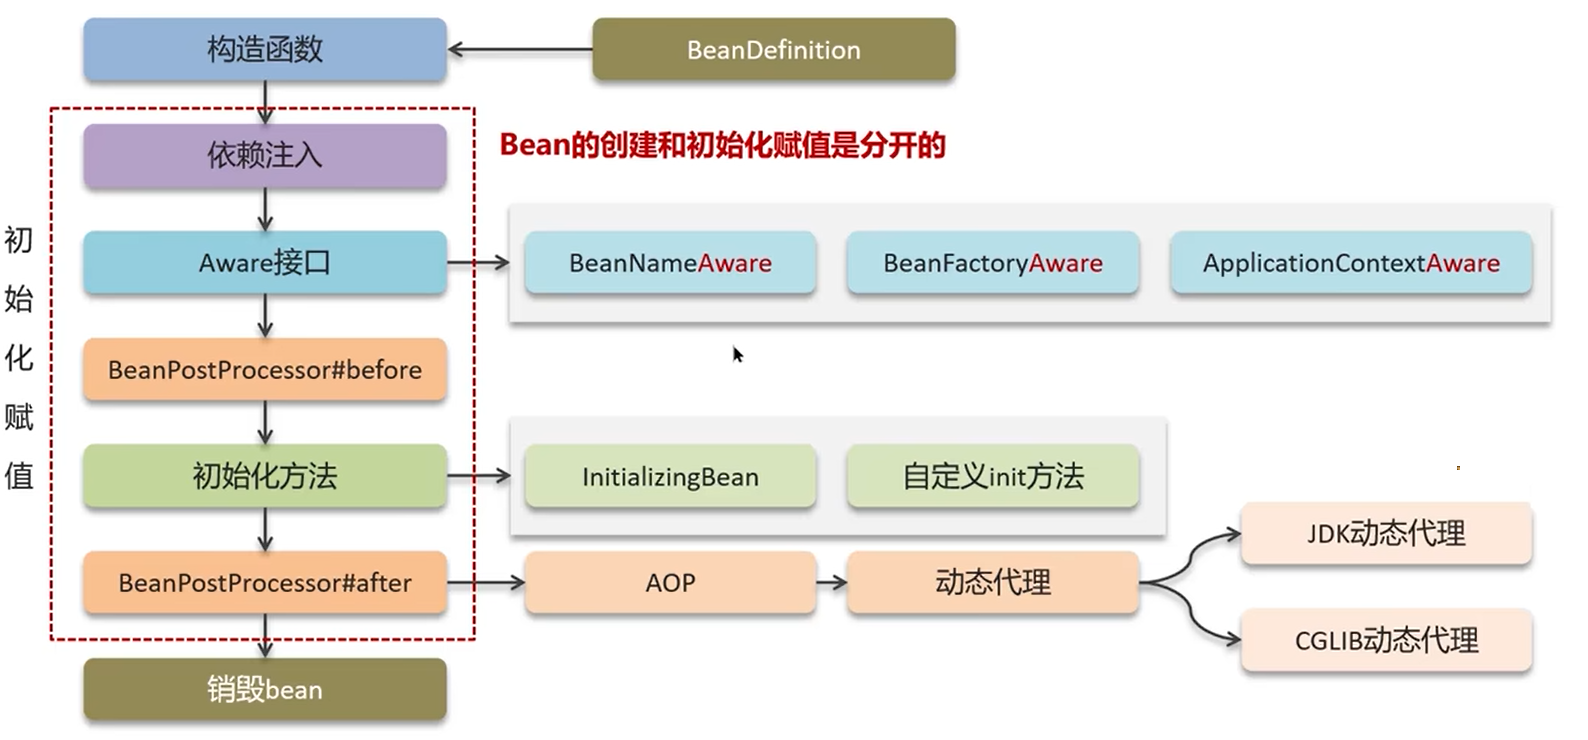 构造函数
BeanDefinition
依赖注入
Bean的创建和初始化赋值是分开的
初始化赋值
Aware接口
BeanNameAware
BeanFactoryAware
ApplicationContextAware
BeanPostProcessor#before
初始化方法
InitializingBean
自定义init方法
BeanPostProcessor#after
AOP
动态代理
JDK动态代理
CGLIB动态代理
销毁bean